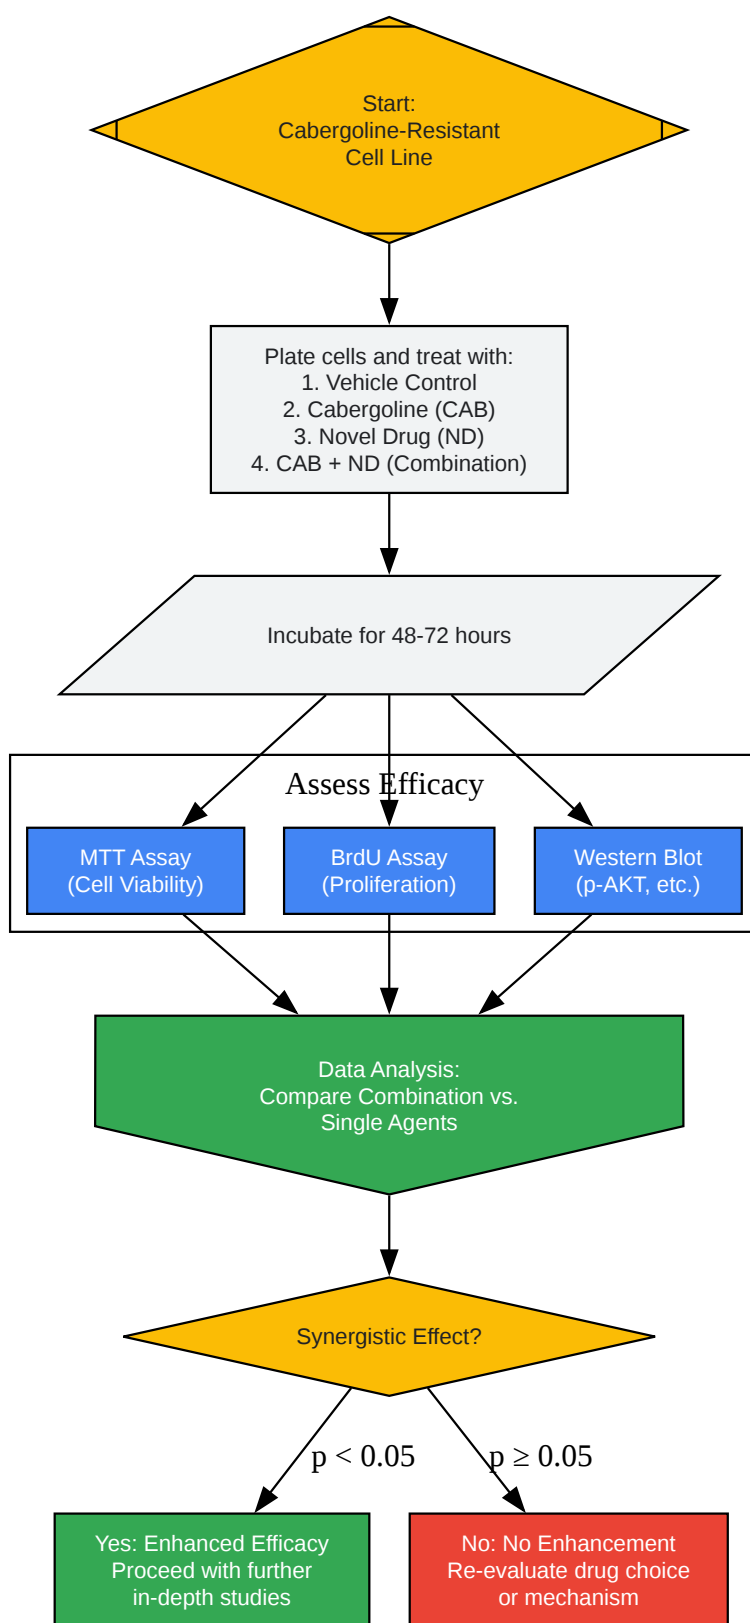 Start:
Cabergoline-Resistant
Cell Line
Plate cells and treat with:
1. Vehicle Control
2. Cabergoline (CAB)
3. Novel Drug (ND)
4. CAB + ND (Combination)
Incubate for 48-72 hours
Assess Efficacy
MTT Assay
(Cell Viability)
BrdU Assay
(Proliferation)
Western Blot
(p-AKT, etc.)
Data Analysis:
Compare Combination vs.
Single Agents
Synergistic Effect?
p < 0.05
p ≥ 0.05
Yes: Enhanced Efficacy
Proceed with further
in-depth studies
No: No Enhancement
Re-evaluate drug choice
or mechanism